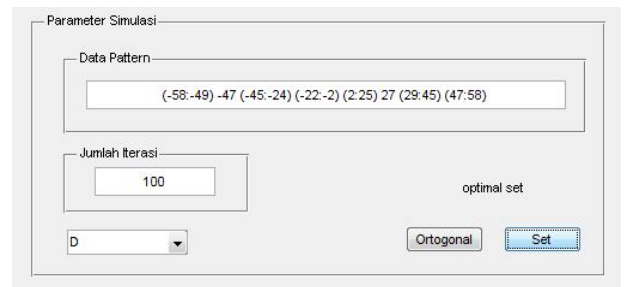 Parameter Simulasi
Data Pattern
(-58:-49) -47 (-45:-24) (-22:-2) (2:25) 27 (29:45) (47:58)
Jumlah Iterasi
100
optimal set
D
Ortogonal
Set